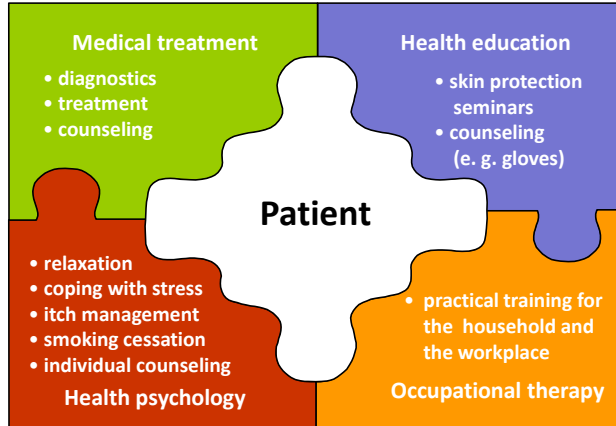 Medical treatment
• diagnostics
• treatment
• counseling
Health education
• skin protection
seminars
• counseling
(e. g. gloves)
Patient
• relaxation
• coping with stress
• itch management
• smoking cessation
• individual counseling
Health psychology
• practical training for
the household and
the workplace
Occupational therapy